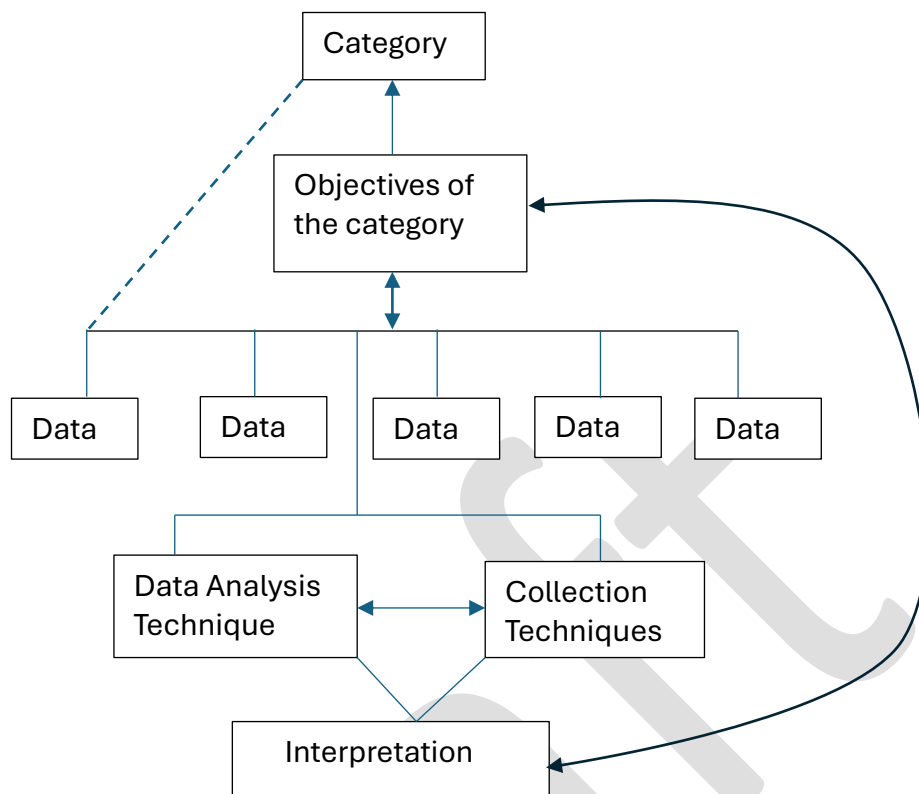 Category
Objectives of
the category
Data
Data
Data
Data
Data
Data Analysis
Technique
Collection
Techniques
Interpretation